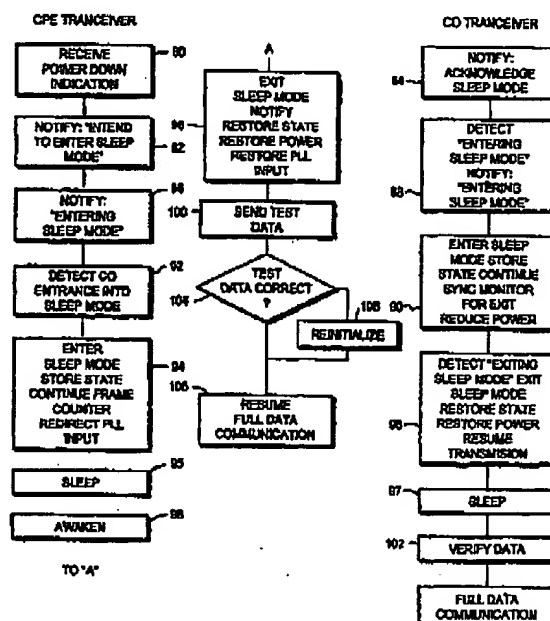 CPE TRANCEIVER
RECEIVE
POWER DOWN
INDICATION
80
NOTIFY: "INTEND
TO ENTER SLEEP
MODE"
82
NOTIFY:
"ENTERING
SLEEP MODE"
86
DETECT CO
ENTRANCE INTO
SLEEP MODE
92
ENTER
SLEEP MODE
STORE STATE
CONTINUE FRAME
COUNTER
REDIRECT PLL
INPUT
94
SLEEP
95
AWAKEN
98
TO "A"
A
EXIT
SLEEP MODE
NOTIFY
RESTORE STATE
RESTORE POWER
RESTORE PLL
INPUT
SEND TEST
DATA
100
TEST
DATA CORRECT
?
104
REINITIALIZE
RESUME
FULL DATA
COMMUNICATION
CO TRANCEIVER
NOTIFY:
ACKNOWLEDGE
SLEEP MODE
84
DETECT
"ENTERING
SLEEP MODE"
NOTIFY:
"ENTERING
SLEEP MODE"
88
ENTER SLEEP
MODE STORE
STATE CONTINUE
SYNC MONITOR
FOR EXIT
REDUCE POWER
90
DETECT "EXITING
SLEEP MODE" EXIT
SLEEP MODE
RESTORE STATE
RESTORE POWER
RESUME
TRANSMISION
98
SLEEP
97
VERIFY DATA
102
FULL DATA
COMMUNICATION